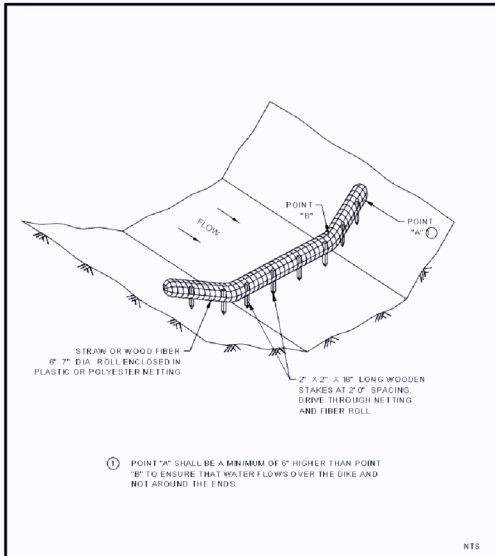 POINT
"B"
POINT
"A" 1
FLOW
STRAW OR WOOD FIBER
6" 7" DIA. ROLL ENCLOSED IN
PLASTIC OR POLYESTER NETTING
2" X 2" X 18" LONG WOODEN
STAKES AT 2' 0" SPACING.
DRIVE THROUGH NETTING
AND FIBER ROLL.
1 POINT "A" SHALL BE A MINIMUM OF 6" HIGHER THAN POINT
"B" TO ENSURE THAT WATER FLOWS OVER THE DIKE AND
NOT AROUND THE ENDS.
NTS